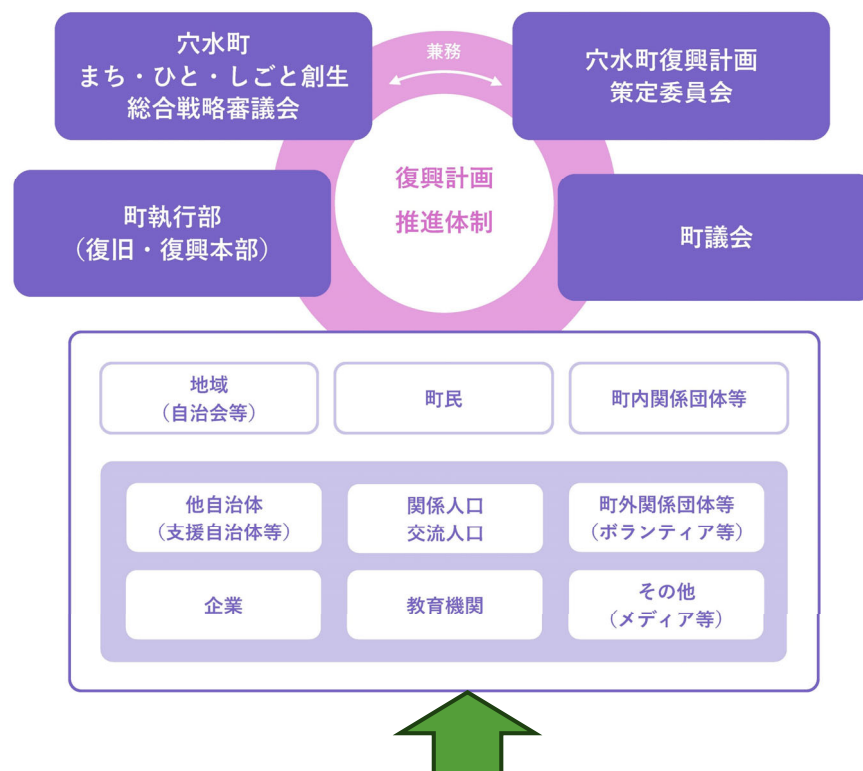 穴水町
まち・ひと・しごと創生
総合戦略審議会
兼務
穴水町復興計画
策定委員会
復興計画
推進体制
町執行部
（復旧・復興本部）
町議会
地域
（自治会等）
町民
町内関係団体等
他自治体
（支援自治体等）
関係人口
交流人口
町外関係団体等
（ボランティア等）
企業
教育機関
その他
（メディア等）